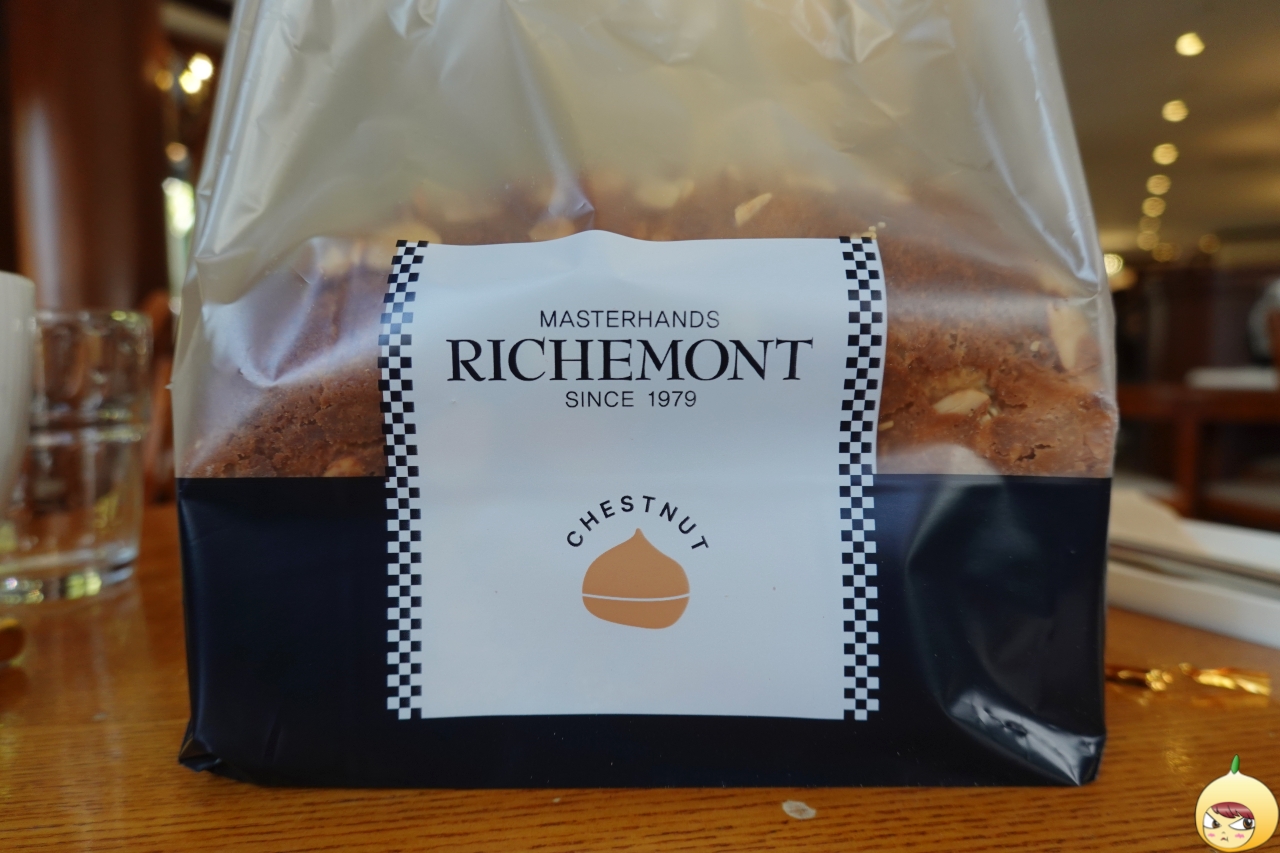 MASTERHANDS
RICHEMONT
SINCE 1979
CHESTNUT